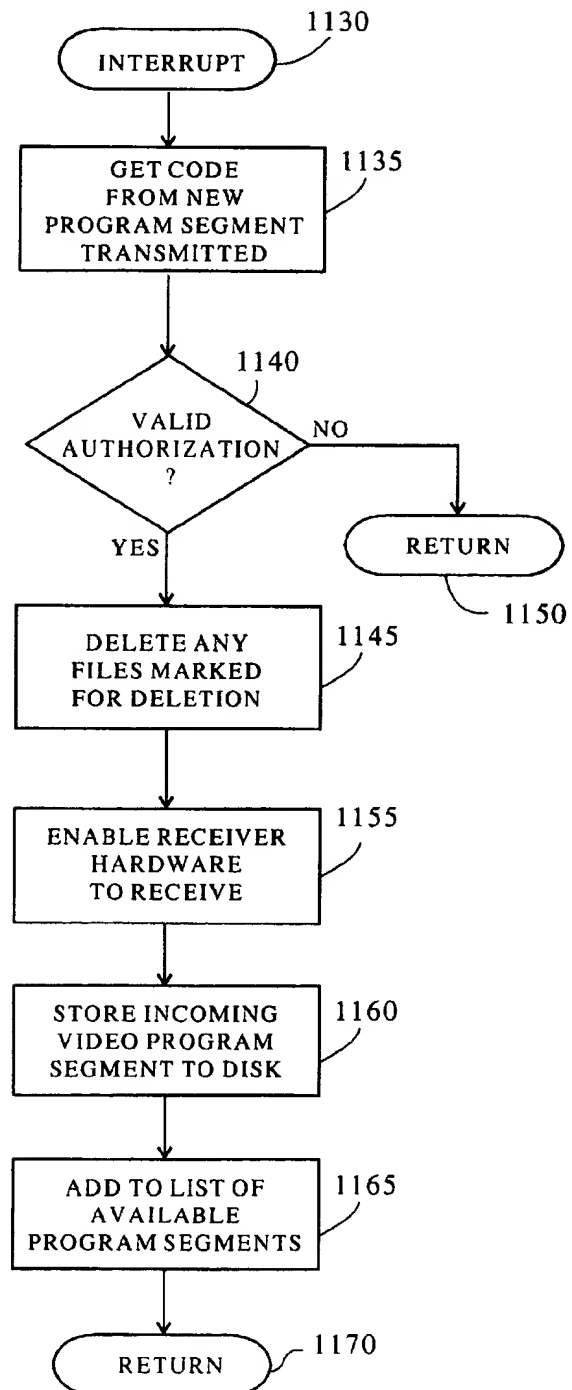 1130
INTERRUPT
1135
GET CODE
FROM NEW
PROGRAM SEGMENT
TRANSMITTED
1140
VALID
AUTHORIZATION
?
NO
YES
RETURN
1150
1145
DELETE ANY
FILES MARKED
FOR DELETION
1155
ENABLE RECEIVER
HARDWARE
TO RECEIVE
1160
STORE INCOMING
VIDEO PROGRAM
SEGMENT TO DISK
1165
ADD TO LIST OF
AVAILABLE
PROGRAM SEGMENTS
RETURN
1170